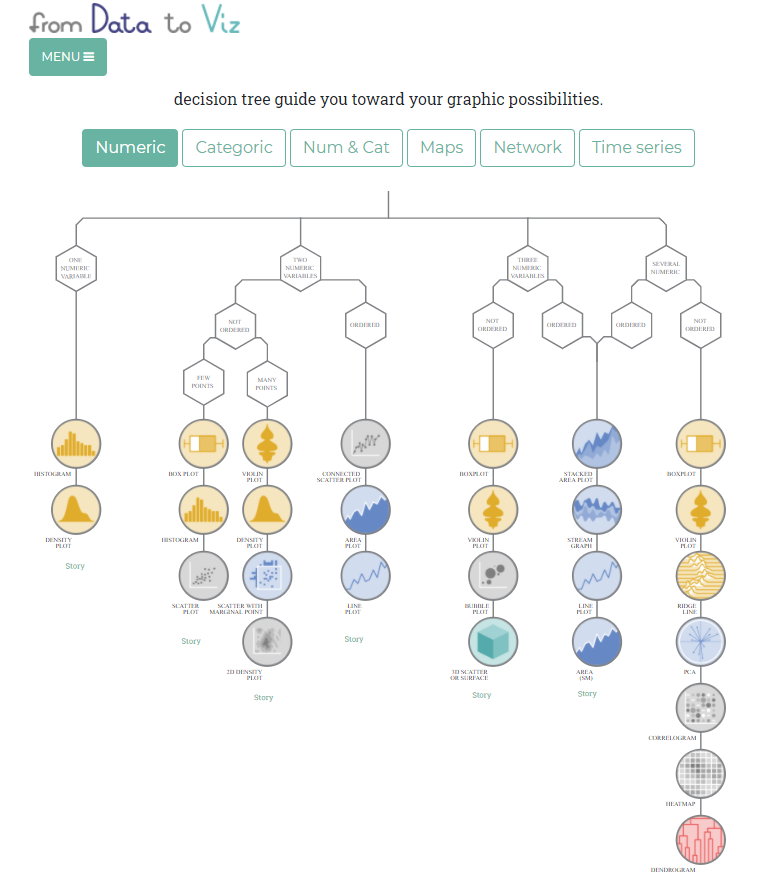 from Data to Viz
MENU
decision tree guide you toward your graphic possibilities.
Numeric
Categoric
Num & Cat
Maps
Network
Time series
ONE
NUMERIC
VARIABLE
TWO
NUMERIC
VARIABLES
THREE
NUMERIC
VARIABLES
SEVERAL
NUMERIC
NOT
ORDERED
ORDERED
NOT
ORDERED
ORDERED
ORDERED
NOT
ORDERED
FEW
POINTS
MANY
POINTS
HISTOGRAM
BOX PLOT
VIOLIN
PLOT
CONNECTED
SCATTER PLOT
BOXPLOT
STACKED
AREA PLOT
BOXPLOT
DENSITY
PLOT
HISTOGRAM
DENSITY
PLOT
AREA
PLOT
VIOLIN
PLOT
STREAM
GRAPH
VIOLIN
PLOT
Story
SCATTER
PLOT
SCATTER WITH
MARGINAL POINT
LINE
PLOT
BUBBLE
PLOT
LINE
PLOT
RIDGE
LINE
Story
Story
2D DENSITY
PLOT
3D SCATTER
OR SURFACE
AREA
(SM)
PCA
Story
Story
Story
CORRELOGRAM
HEATMAP
DENDROGRAM